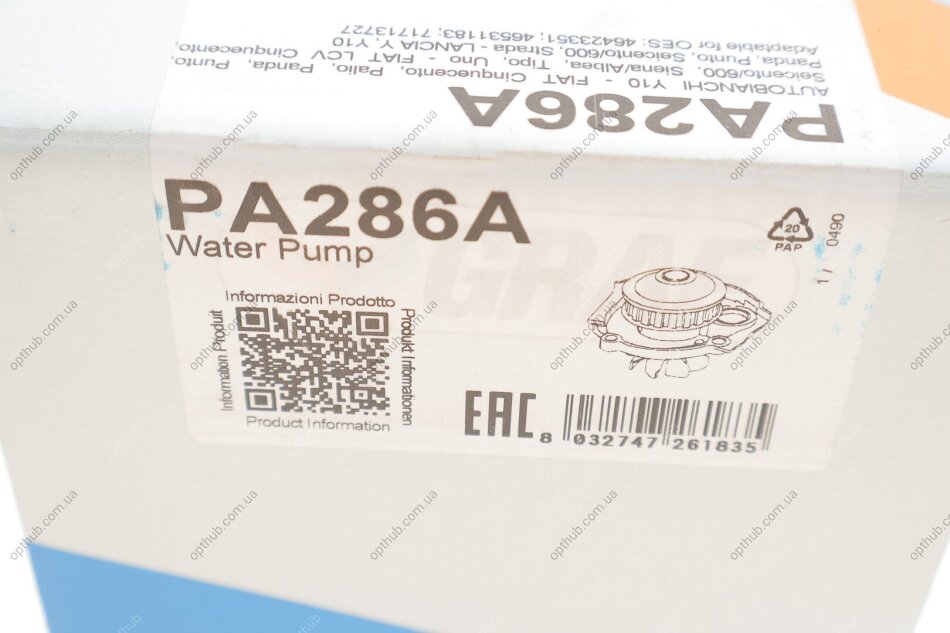 PA286A
AUTOBIANCHI Y10 - FIAT Cinquecento, Palio, Panda, Punto,
Seicento/600, Siena/Albea, Tipo, Uno - FIAT LCV Cinquecento,
Panda, Punto, Seicento/600, Strada - LANCIA Y, Y10
Adaptable for OES: 46423351; 46531183; 71713727
PA286A
Water Pump
GRAF
20
PAP
1 /
0490
Informazioni Prodotto
Information Produit
Produkt Informationen
Product Information
EAC
8 032747 261835
opthub.com.ua